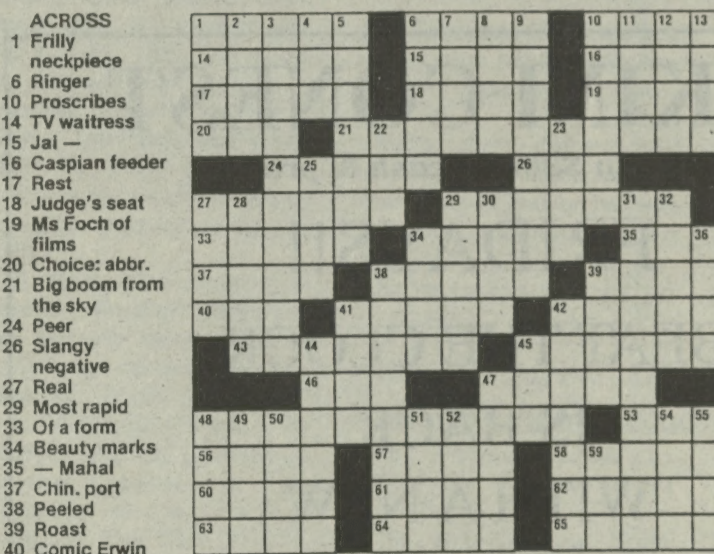 ACROSS
1 Frilly
neckpiece
6 Ringer
10 Proscribes
14 TV waitress
15 Jai —
16 Caspian feeder
17 Rest
18 Judge's seat
19 Ms Foch of
films
20 Choice: abbr.
21 Big boom from
the sky
24 Peer
26 Slangy
negative
27 Real
29 Most rapid
33 Of a form
34 Beauty marks
35 — Mahal
37 Chin. port
38 Peeled
39 Roast
40 Comic Erwin
1 2 3 4 5 6 7 8 9 10 11 12 13
14 15 16
17 18 19
20 21 22 23
24 25 26
27 28 29 30 31 32
33 34 35 36
37 38 39
40 41 42
43 44 45
46 47
48 49 50 51 52 53 54 55
56 57 58 59
60 61 62
63 64 65